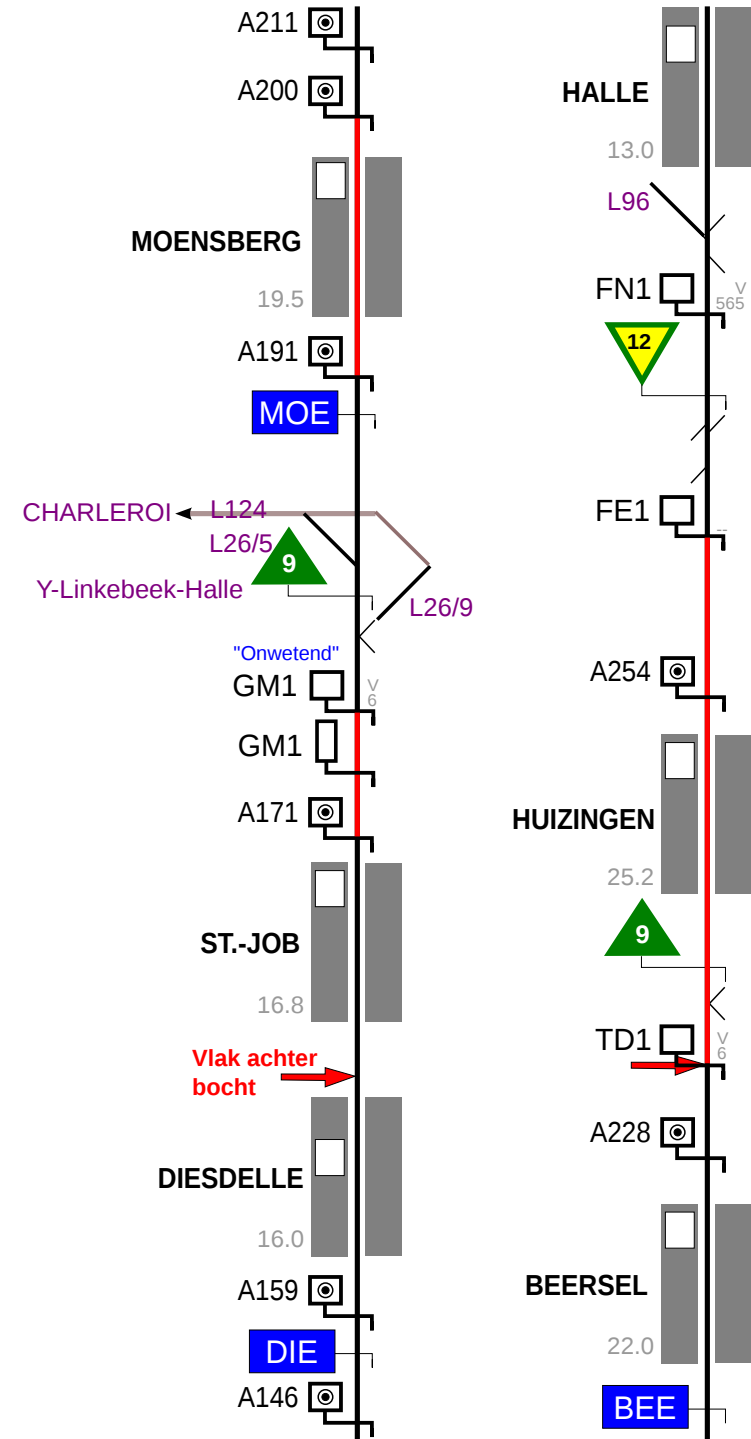 A211
A200
MOENSBERG
19.5
A191
MOE
CHARLEROI
L124
L26/5
9
Y-Linkebeek-Halle
L26/9
"Onwetend"
GM1
V
6
GM1
A171
ST.-JOB
16.8
Vlak achter
bocht
DIESDELLE
16.0
A159
DIE
A146
HALLE
13.0
L96
FN1
V
565
12
FE1
--
A254
HUIZINGEN
25.2
9
TD1
V
6
A228
BEERSEL
22.0
BEE